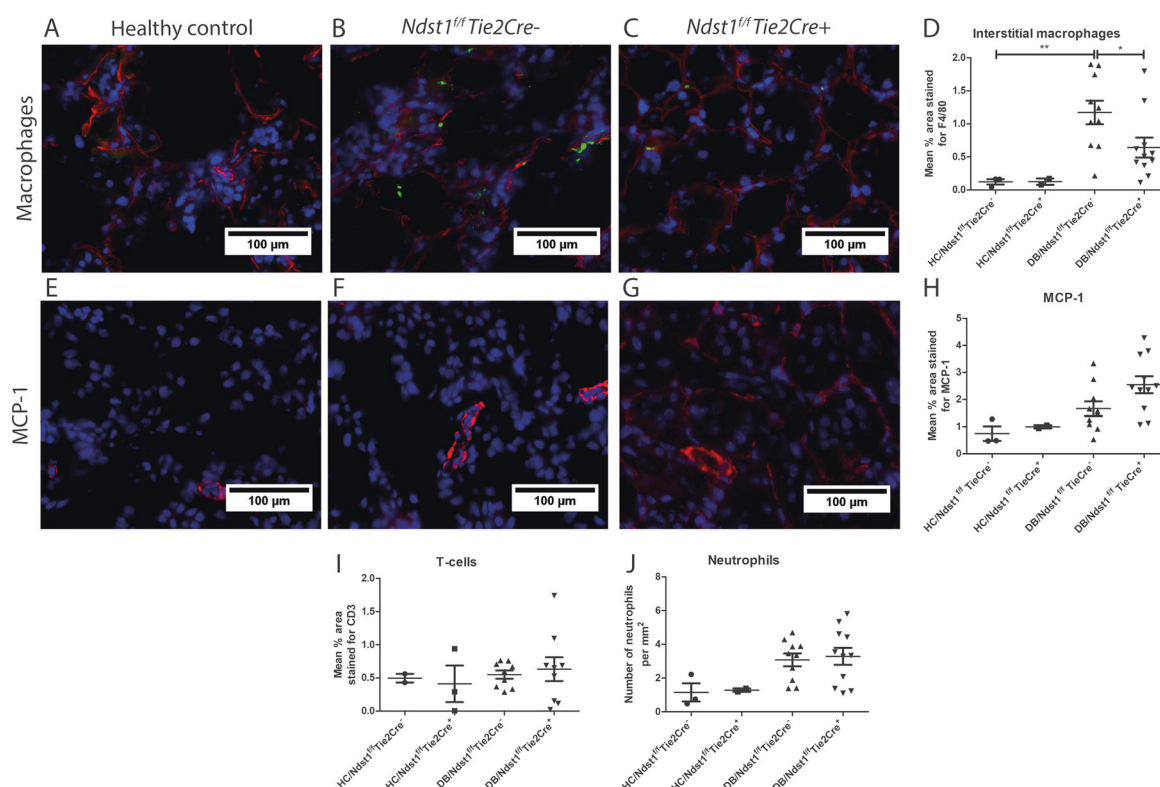 A Healthy control
B Ndst1f/f Tie2Cre-
C Ndst1f/f Tie2Cre+
Macrophages
100 µm
100 µm
100 µm
D
Interstitial macrophages
** *
Mean % area stained
for F4/80
2.0
1.5
1.0
0.5
0.0
HC/Ndst1f/fTie2Cre-
HC/Ndst1f/fTie2Cre+
DB/Ndst1f/fTie2Cre-
DB/Ndst1f/fTie2Cre+
E
F
G
MCP-1
100 µm
100 µm
100 µm
H
MCP-1
Mean % area stained
for MCP-1
5
4
3
2
1
0
HC/Ndst1 f/f TieCre-
HC/Ndst1 f/f TieCre+
DB/Ndst1 f/f TieCre-
DB/Ndst1 f/f TieCre+
I
T-cells
Mean % area
stained for CD3
2.0
1.5
1.0
0.5
0.0
HC/Ndst1f/fTie2Cre-
HC/Ndst1f/fTie2Cre+
DB/Ndst1f/fTie2Cre-
DB/Ndst1f/fTie2Cre+
J
Neutrophils
Number of neutrophils
per mm2
8
6
4
2
0
HC/Ndst1f/fTie2Cre-
HC/Ndst1f/fTie2Cre+
DB/Ndst1f/fTie2Cre-
DB/Ndst1f/fTie2Cre+